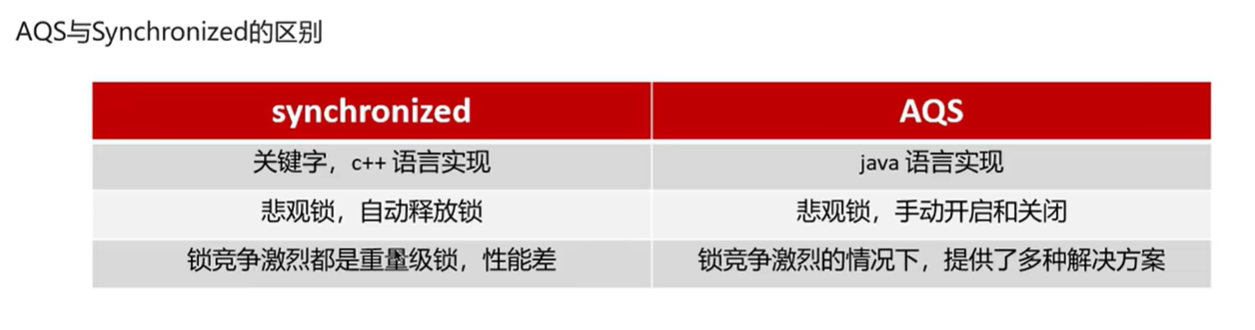 AQS与Synchronized的区别
synchronized AQS
关键字，c++ 语言实现 java 语言实现
悲观锁，自动释放锁 悲观锁，手动开启和关闭
锁竞争激烈都是重量级锁，性能差 锁竞争激烈的情况下，提供了多种解决方案